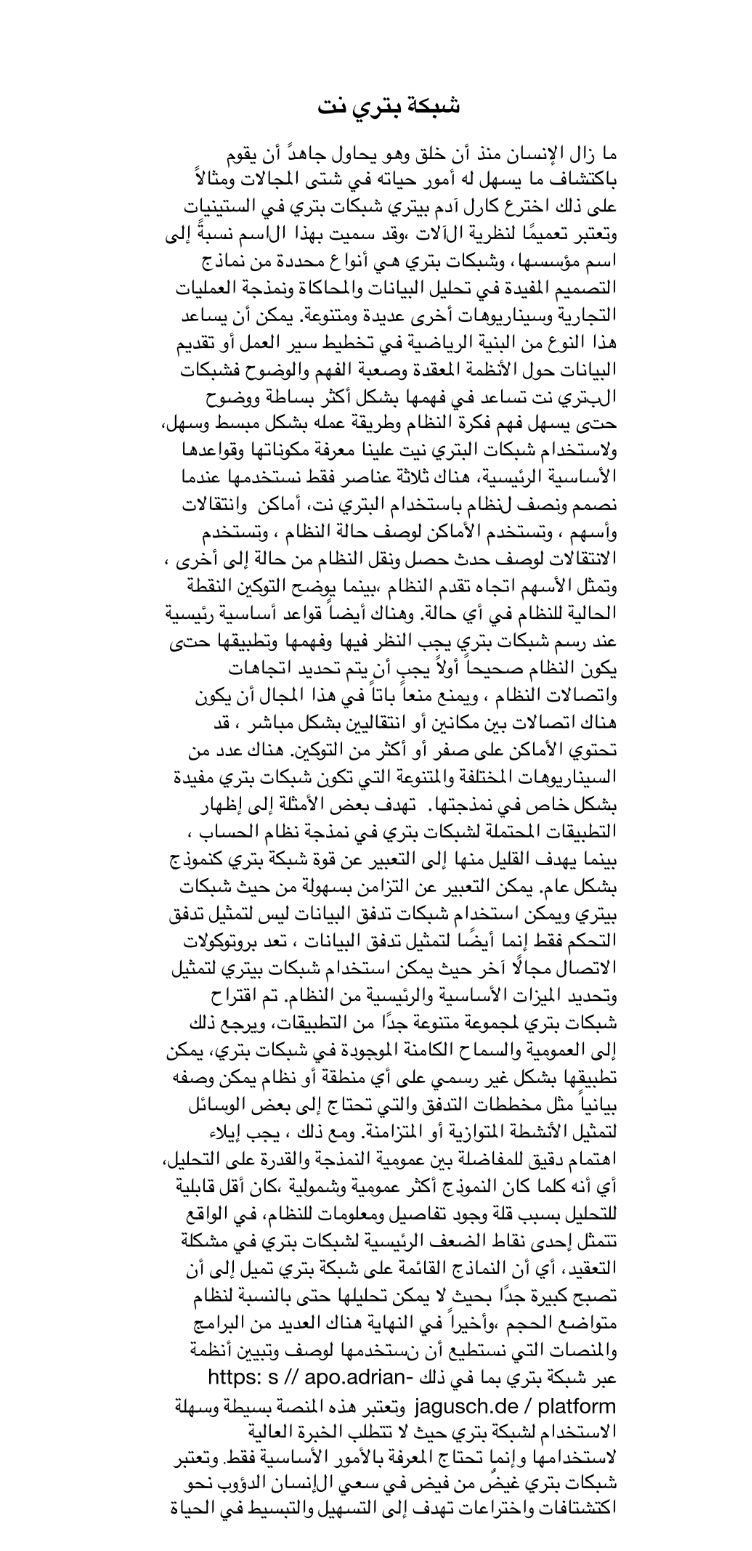 شبكة بتري نت
ما زال الإنسان منذ أن خلق وهو يحاول جاهدً أن يقوم
باكتشاف ما يسهل له أمور حياته في شتى المجالات ومثالاً
على ذلك اخترع كارل آدم بيتري شبكات بتري في الستينيات
وتعتبر تعميمًا لنظرية الآلات ،وقد سميت بهذا الاسم نسبةً إلى
اسم مؤسسها، وشبكات بتري هي أنواع محددة من نماذج
التصميم المفيدة في تحليل البيانات والمحاكاة ونمذجة العمليات
التجارية وسيناريوهات أخرى عديدة ومتنوعة. يمكن أن يساعد
هذا النوع من البنية الرياضية في تخطيط سير العمل أو تقديم
البيانات حول الأنظمة المعقدة وصعبة الفهم والوضوح فشبكات
البتري نت تساعد في فهمها بشكل أكثر بساطة ووضوح
حتى يسهل فهم فكرة النظام وطريقة عمله بشكل مبسط وسهل،
ولاستخدام شبكات البتري نيت علينا معرفة مكوناتها وقواعدها
الأساسية الرئيسية، هناك ثلاثة عناصر فقط نستخدمها عندما
نصمم ونصف لنظام باستخدام البتري نت، أماكن  وانتقالات
وأسهم ، وتستخدم الأماكن لوصف حالة النظام ، وتستخدم
الانتقالات لوصف حدث حصل ونقل النظام من حالة إلى أخرى ،
وتمثل الأسهم اتجاه تقدم النظام ،بينما يوضح التوكين النقطة
الحالية للنظام في أي حالة. وهناك أيضاً قواعد أساسية رئيسية
عند رسم شبكات بتري يجب النظر فيها وفهمها وتطبيقها حتى
يكون النظام صحيحاً أولاً يجب أن يتم تحديد اتجاهات
واتصالات النظام ، ويمنع منعاً باتاً في هذا المجال أن يكون
هناك اتصالات بين مكانين أو انتقاليين بشكل مباشر ، قد
تحتوي الأماكن على صفر أو أكثر من التوكين. هناك عدد من
السيناريوهات المختلفة والمتنوعة التي تكون شبكات بتري مفيدة
بشكل خاص في نمذجتها.  تهدف بعض الأمثلة إلى إظهار
التطبيقات المحتملة لشبكات بتري في نمذجة نظام الحساب ،
بينما يهدف القليل منها إلى التعبير عن قوة شبكة بتري كنموذج
بشكل عام. يمكن التعبير عن التزامن بسهولة من حيث شبكات
بيتري ويمكن استخدام شبكات تدفق البيانات ليس لتمثيل تدفق
التحكم فقط إنما أيضًا لتمثيل تدفق البيانات ، تعد بروتوكولات
الاتصال مجالًا آخر حيث يمكن استخدام شبكات بيتري لتمثيل
وتحديد الميزات الأساسية والرئيسية من النظام. تم اقتراح
شبكات بتري لمجموعة متنوعة جدًا من التطبيقات، ويرجع ذلك
إلى العمومية والسماح الكامنة الموجودة في شبكات بتري، يمكن
تطبيقها بشكل غير رسمي على أي منطقة أو نظام يمكن وصفه
بيانياً مثل مخططات التدفق والتي تحتاج إلى بعض الوسائل
لتمثيل الأنشطة المتوازية أو المتزامنة. ومع ذلك ، يجب إيلاء
اهتمام دقيق للمفاضلة بين عمومية النمذجة والقدرة على التحليل،
أي أنه كلما كان النموذج أكثر عمومية وشمولية ،كان أقل قابلية
للتحليل بسبب قلة وجود تفاصيل ومعلومات للنظام، في الواقع
تتمثل إحدى نقاط الضعف الرئيسية لشبكات بتري في مشكلة
التعقيد، أي أن النماذج القائمة على شبكة بتري تميل إلى أن
تصبح كبيرة جدًا بحيث لا يمكن تحليلها حتى بالنسبة لنظام
متواضع الحجم ،وأخيراً في النهاية هناك العديد من البرامج
والمنصات التي نستطيع أن نستخدمها لوصف وتبيين أنظمة
عبر شبكة بتري بما في ذلك https: s // apo.adrian-
jagusch.de / platform وتعتبر هذه المنصة بسيطة وسهلة
الاستخدام لشبكة بتري حيث لا تتطلب الخبرة العالية
لاستخدامها وإنما تحتاج المعرفة بالأمور الأساسية فقط. وتعتبر
شبكات بتري غيضٌ من فيض في سعي الإنسان الدؤوب نحو
اكتشتافات واختراعات تهدف إلى التسهيل والتبسيط في الحياة